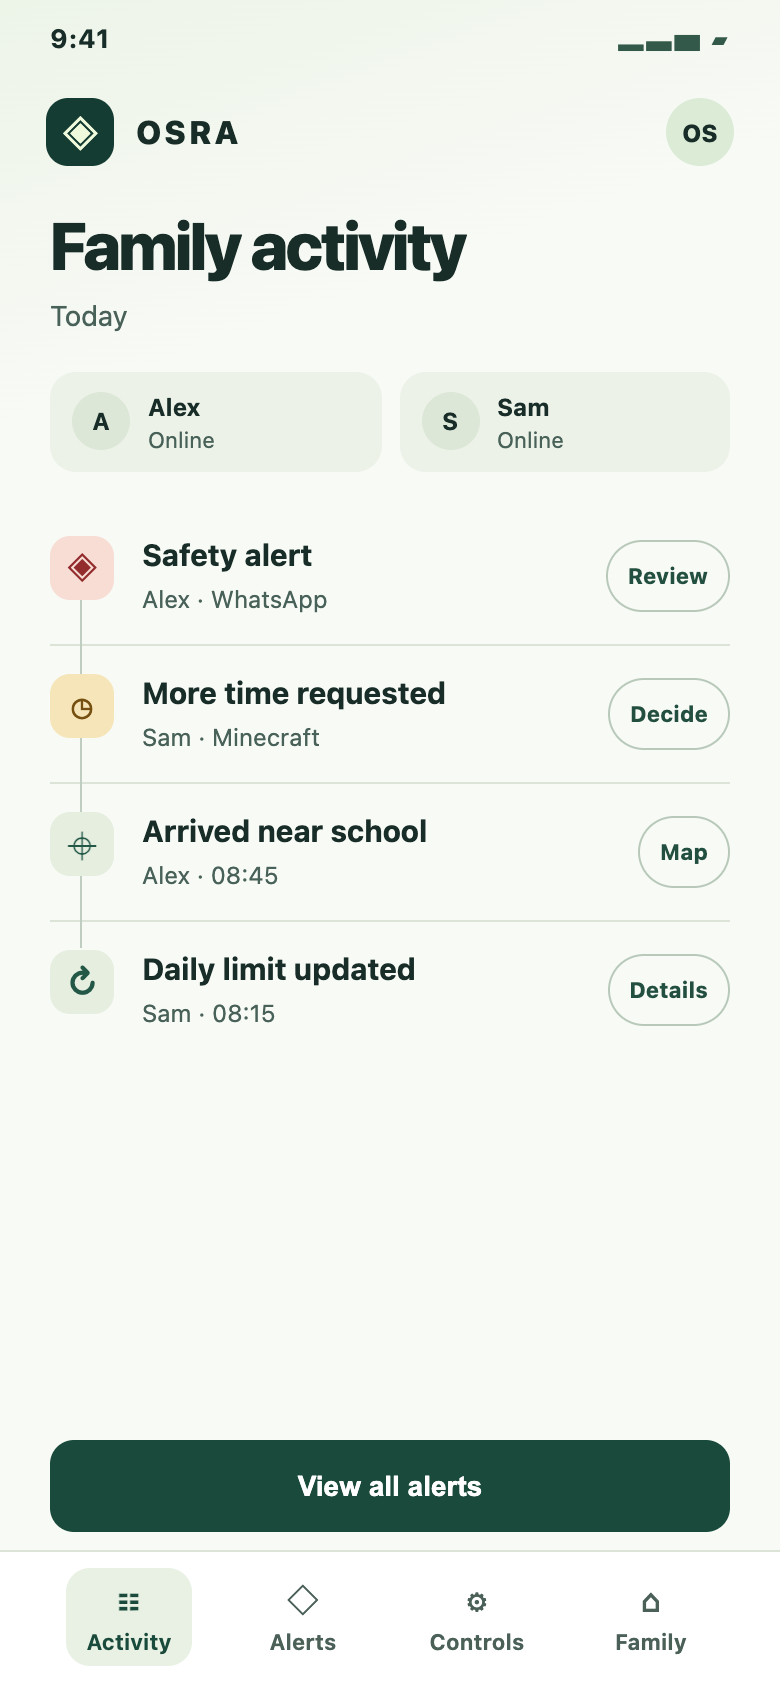 9:41
OSRA
OS
Family activity
Today
A
Alex
Online
S
Sam
Online
Safety alert
Alex · WhatsApp
Review
More time requested
Sam · Minecraft
Decide
Arrived near school
Alex · 08:45
Map
Daily limit updated
Sam · 08:15
Details
View all alerts
Activity
Alerts
Controls
Family